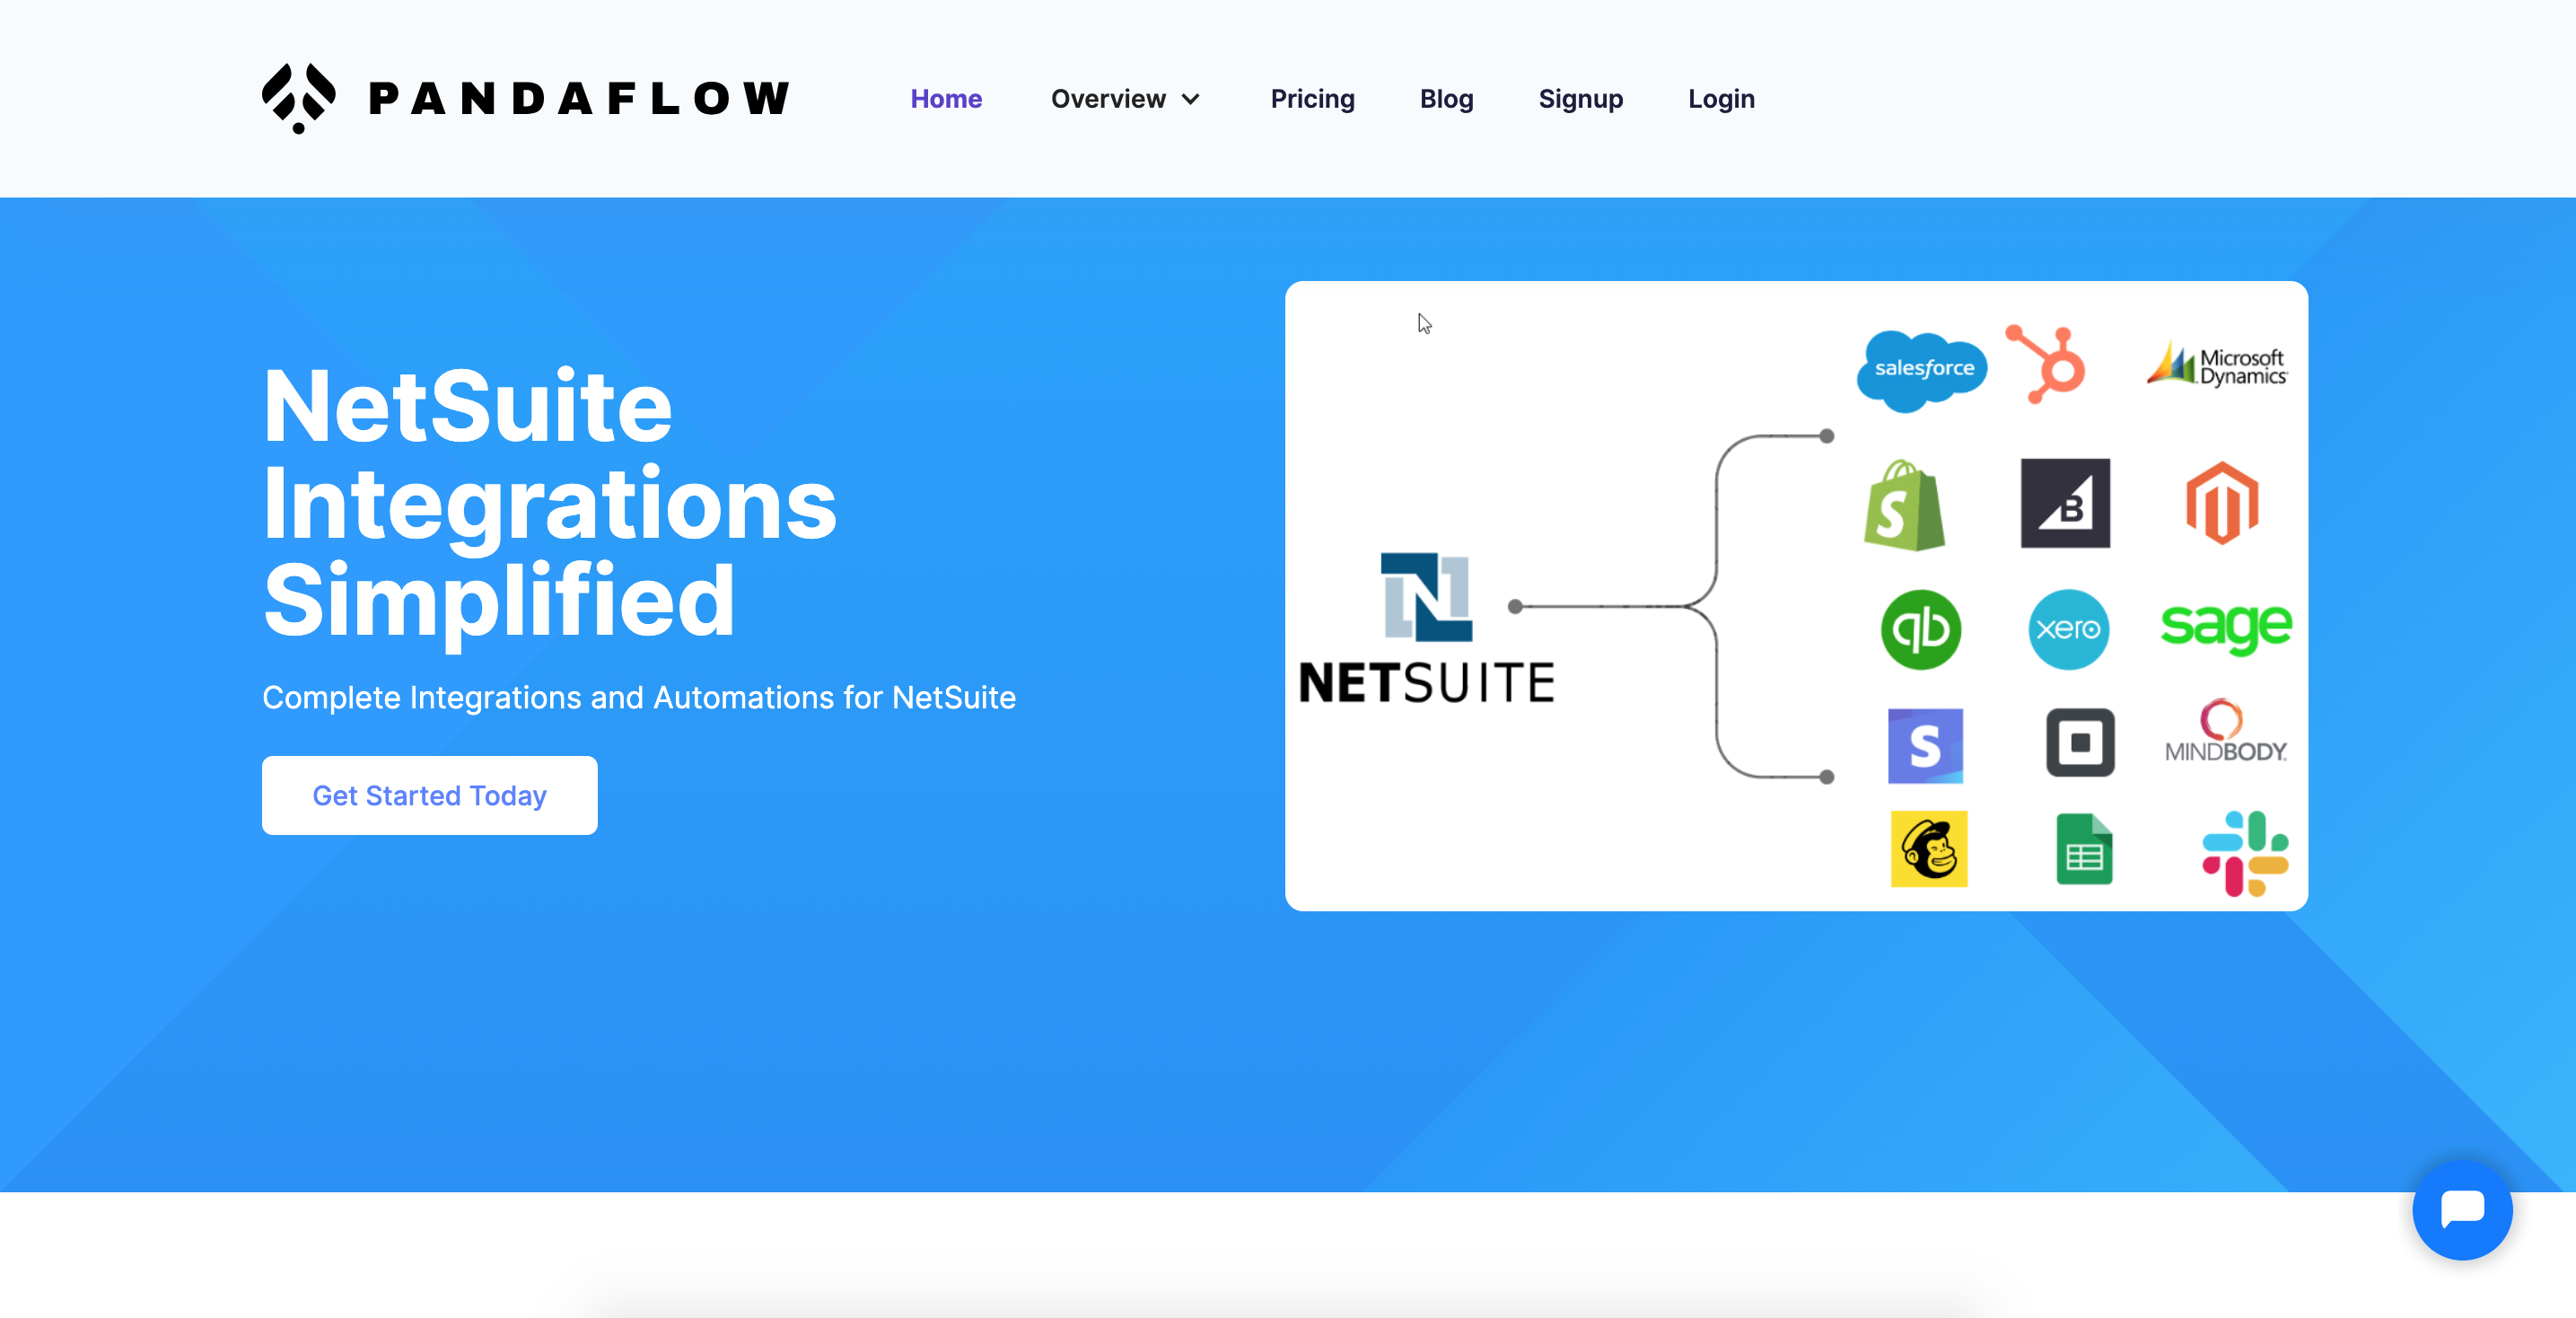 PANDAFLOW
Home
Overview
Pricing
Blog
Signup
Login
NetSuite
Integrations
Simplified
Complete Integrations and Automations for NetSuite
Get Started Today
NETSUITE
salesforce
Microsoft
Dynamics
S
B
qb
xero
sage
S
MINDBODY